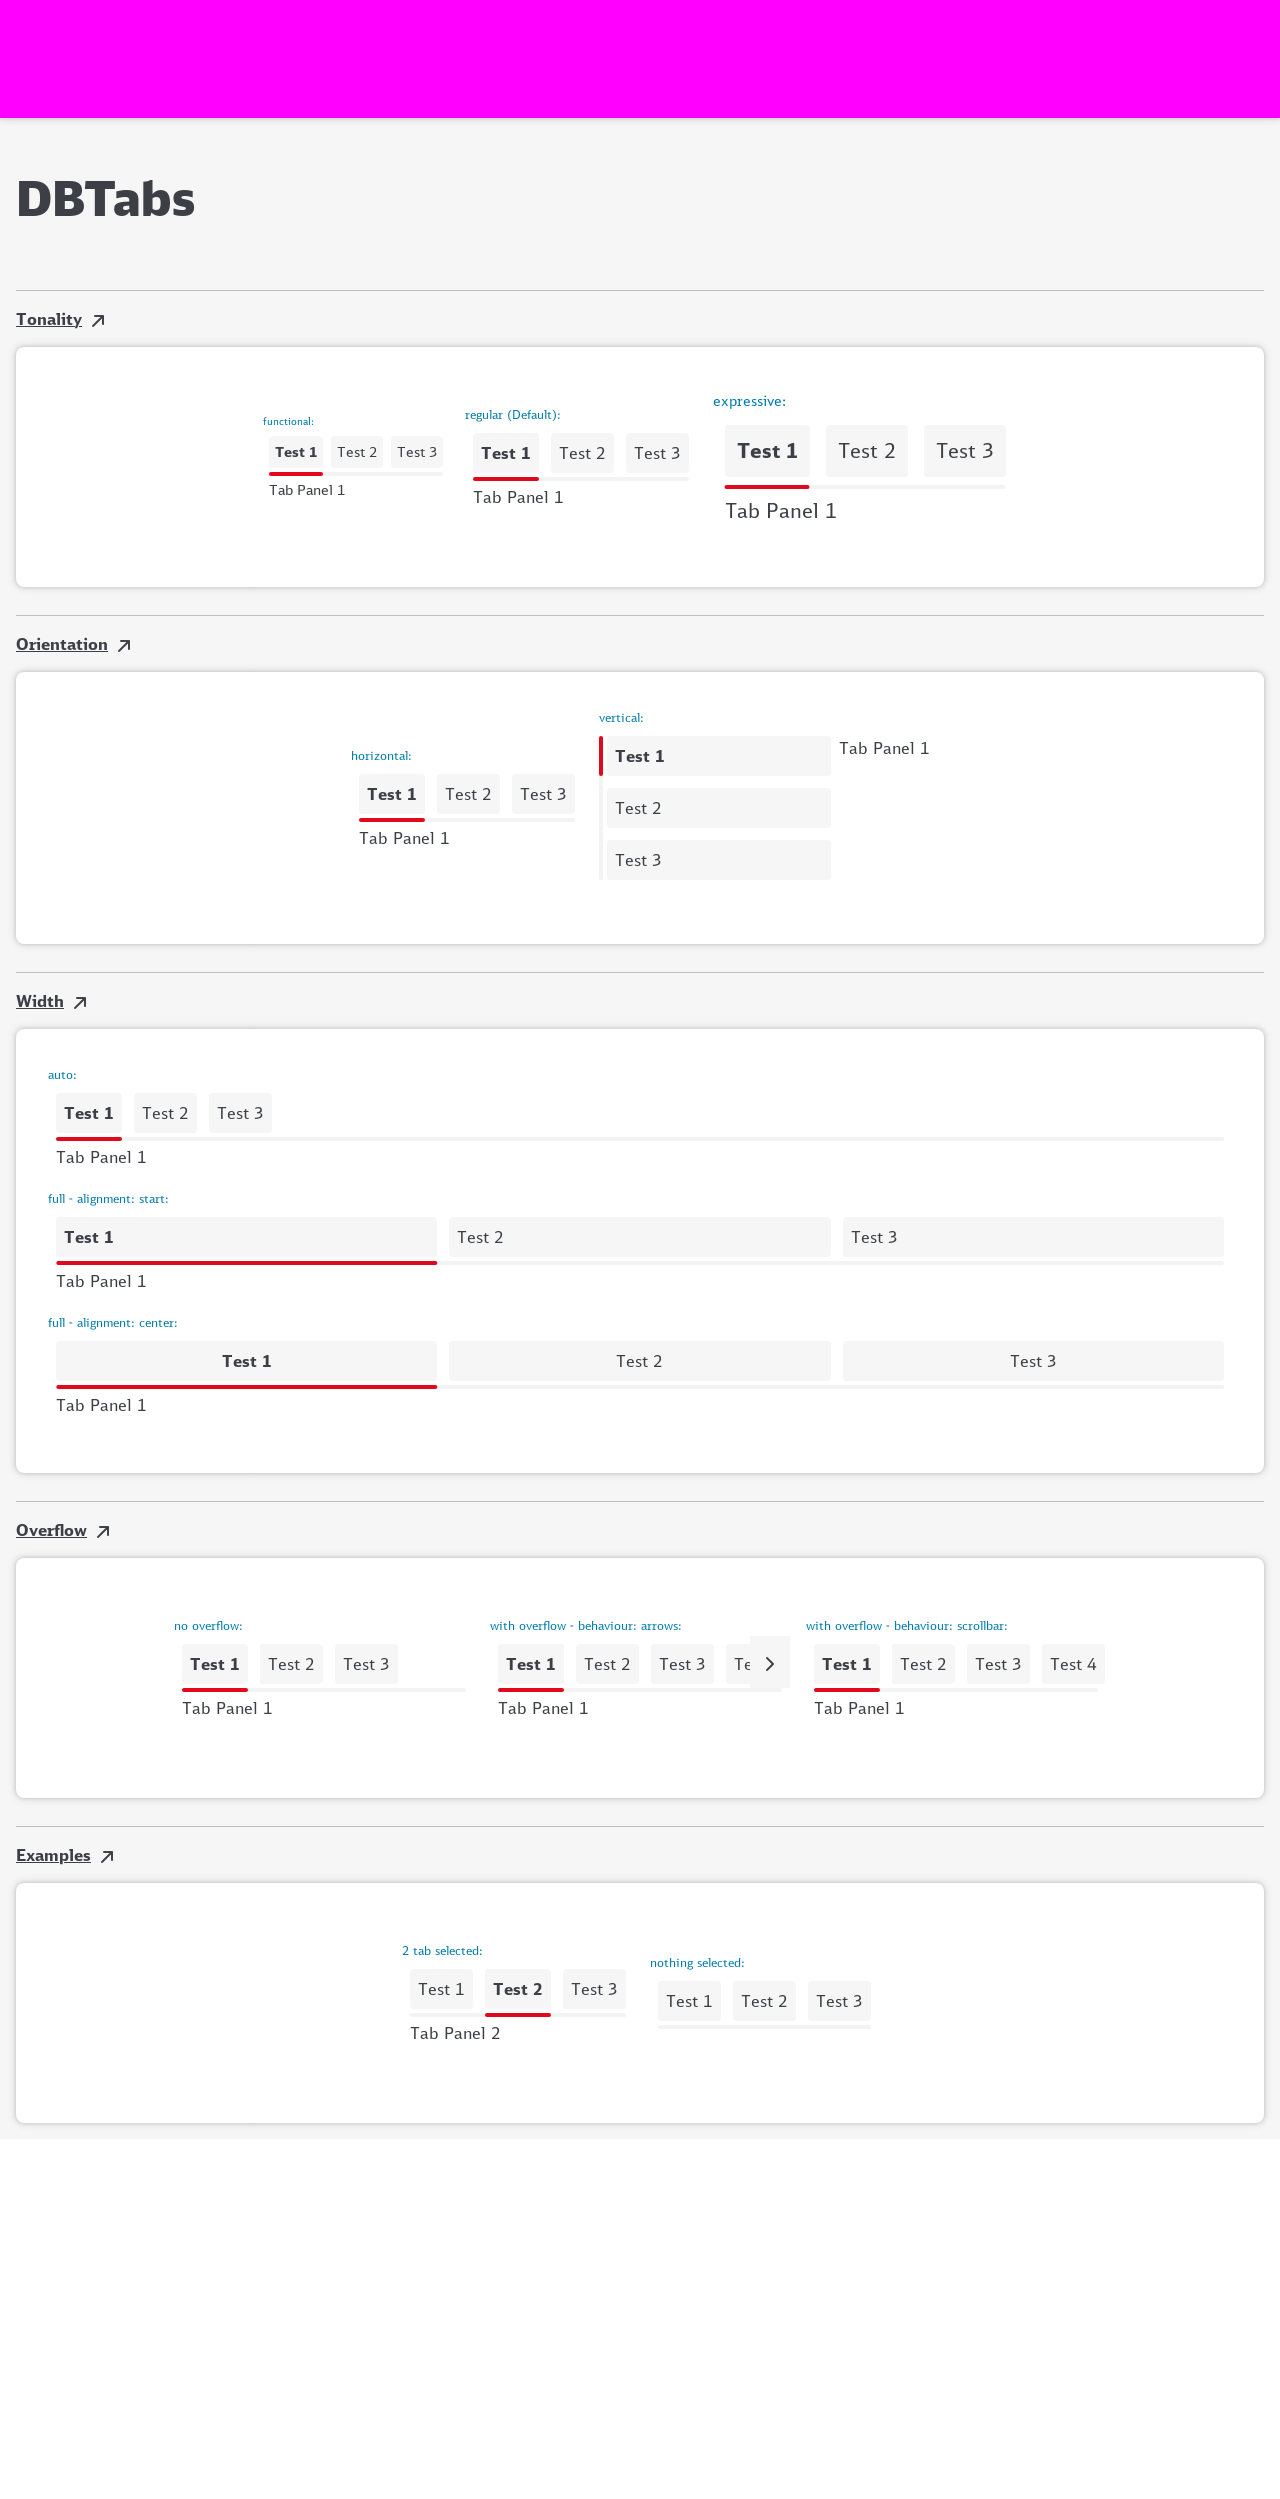 DBTabs
Tonality
functional:
Test 1 Test 2 Test 3
Tab Panel 1
regular (Default):
Test 1 Test 2 Test 3
Tab Panel 1
expressive:
Test 1 Test 2 Test 3
Tab Panel 1
Orientation
horizontal:
Test 1 Test 2 Test 3
Tab Panel 1
vertical:
Test 1
Test 2
Test 3
Tab Panel 1
Width
auto:
Test 1 Test 2 Test 3
Tab Panel 1
full - alignment: start:
Test 1 Test 2 Test 3
Tab Panel 1
full - alignment: center:
Test 1 Test 2 Test 3
Tab Panel 1
Overflow
no overflow:
Test 1 Test 2 Test 3
Tab Panel 1
with overflow - behaviour: arrows:
Test 1 Test 2 Test 3
Tab Panel 1
with overflow - behaviour: scrollbar:
Test 1 Test 2 Test 3 Test 4
Tab Panel 1
Examples
2 tab selected:
Test 1 Test 2 Test 3
Tab Panel 2
nothing selected:
Test 1 Test 2 Test 3